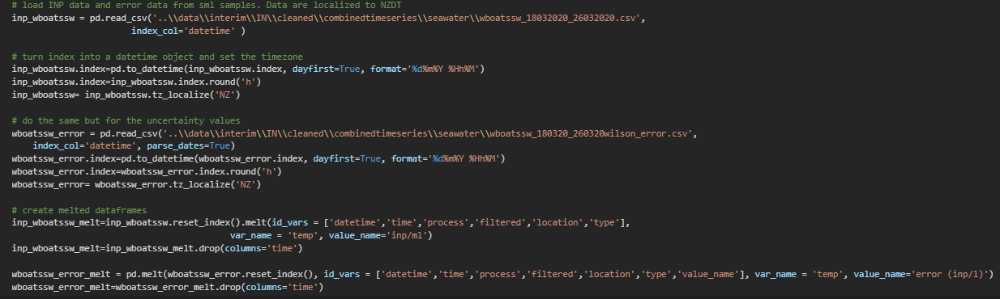 # load INP data and error data from sml samples. Data are localized to NZDT
inp_wboatssw = pd.read_csv('..\\data\\interim\\IN\\cleaned\\combinedtimeseries\\seawater\\wboatssw_18032020_26032020.csv',
                       index_col='datetime' )

# turn index into a datetime object and set the timezone
inp_wboatssw.index=pd.to_datetime(inp_wboatssw.index, dayfirst=True, format='%d%m%Y %Hh%M')
inp_wboatssw.index=inp_wboatssw.index.round('h')
inp_wboatssw= inp_wboatssw.tz_localize('NZ')

# do the same but for the uncertainty values
wboatssw_error = pd.read_csv('..\\data\\interim\\IN\\cleaned\\combinedtimeseries\\seawater\\wboatssw_180320_260320wilson_error.csv',
    index_col='datetime', parse_dates=True)
wboatssw_error.index=pd.to_datetime(wboatssw_error.index, dayfirst=True, format='%d%m%Y %Hh%M')
wboatssw_error.index=wboatssw_error.index.round('h')
wboatssw_error= wboatssw_error.tz_localize('NZ')

# create melted dataframes
inp_wboatssw_melt=inp_wboatssw.reset_index().melt(id_vars = ['datetime','time','process','filtered','location','type'],
                                         var_name = 'temp', value_name='inp/ml')
inp_wboatssw_melt=inp_wboatssw_melt.drop(columns='time')

wboatssw_error_melt = pd.melt(wboatssw_error.reset_index(), id_vars = ['datetime','time','process','filtered','location','type','value_name'], var_name = 'temp', value_name='error (inp/l)')
wboatssw_error_melt=wboatssw_error_melt.drop(columns='time')